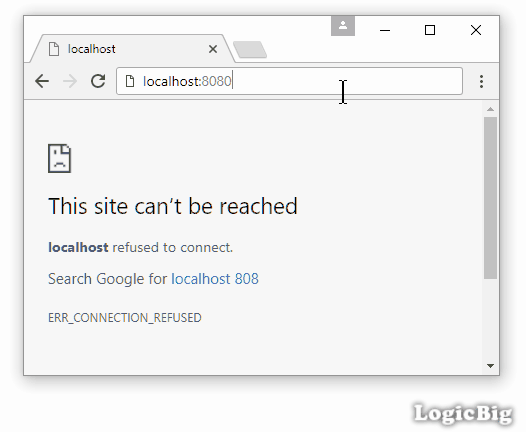 localhost
localhost:8080
This site can't be reached
localhost refused to connect.
Search Google for localhost 808
ERR_CONNECTION_REFUSED
LogicBig